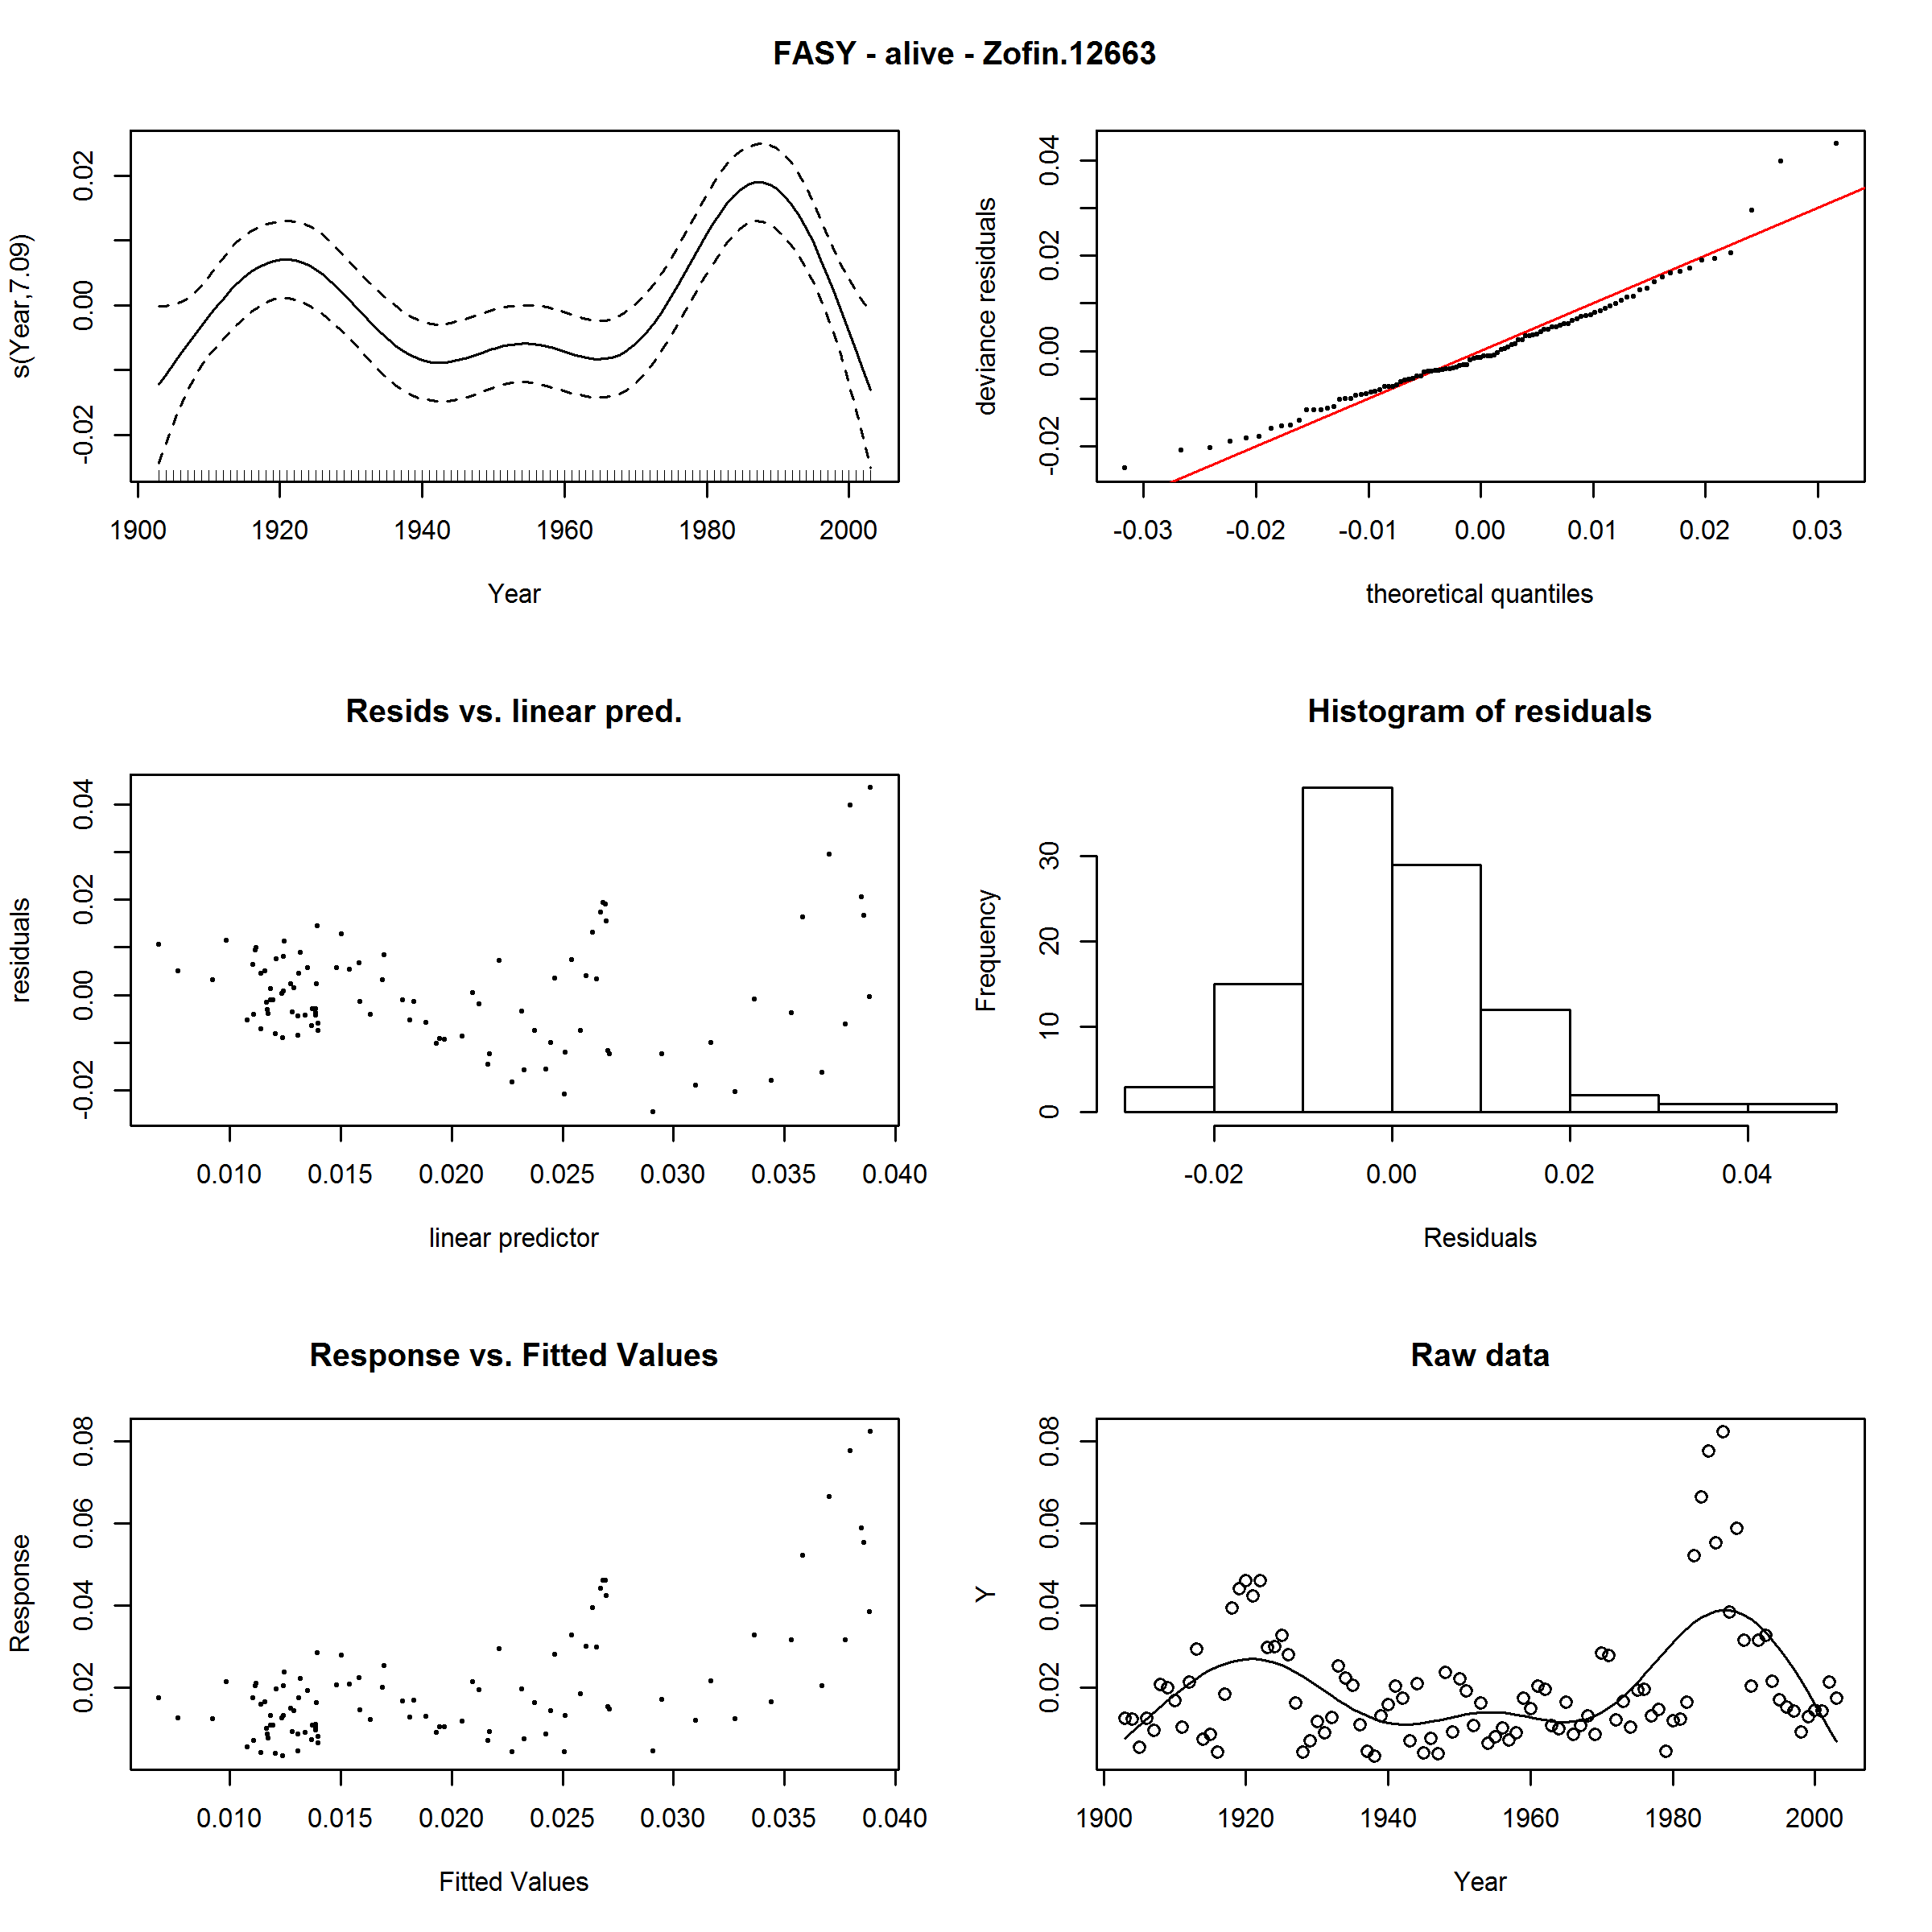 FASY - alive - Zofin.12663
s(Year,7.09)
-0.02 0.00 0.02
1900 1920 1940 1960 1980 2000
Year
deviance residuals
-0.02 0.00 0.02 0.04
-0.03 -0.02 -0.01 0.00 0.01 0.02 0.03
theoretical quantiles
Resids vs. linear pred.
residuals
-0.02 0.00 0.02 0.04
0.010 0.015 0.020 0.025 0.030 0.035 0.040
linear predictor
Histogram of residuals
Frequency
0 10 20 30
-0.02 0.00 0.02 0.04
Residuals
Response vs. Fitted Values
Response
0.02 0.04 0.06 0.08
0.010 0.015 0.020 0.025 0.030 0.035 0.040
Fitted Values
Raw data
Y
0.02 0.04 0.06 0.08
1900 1920 1940 1960 1980 2000
Year